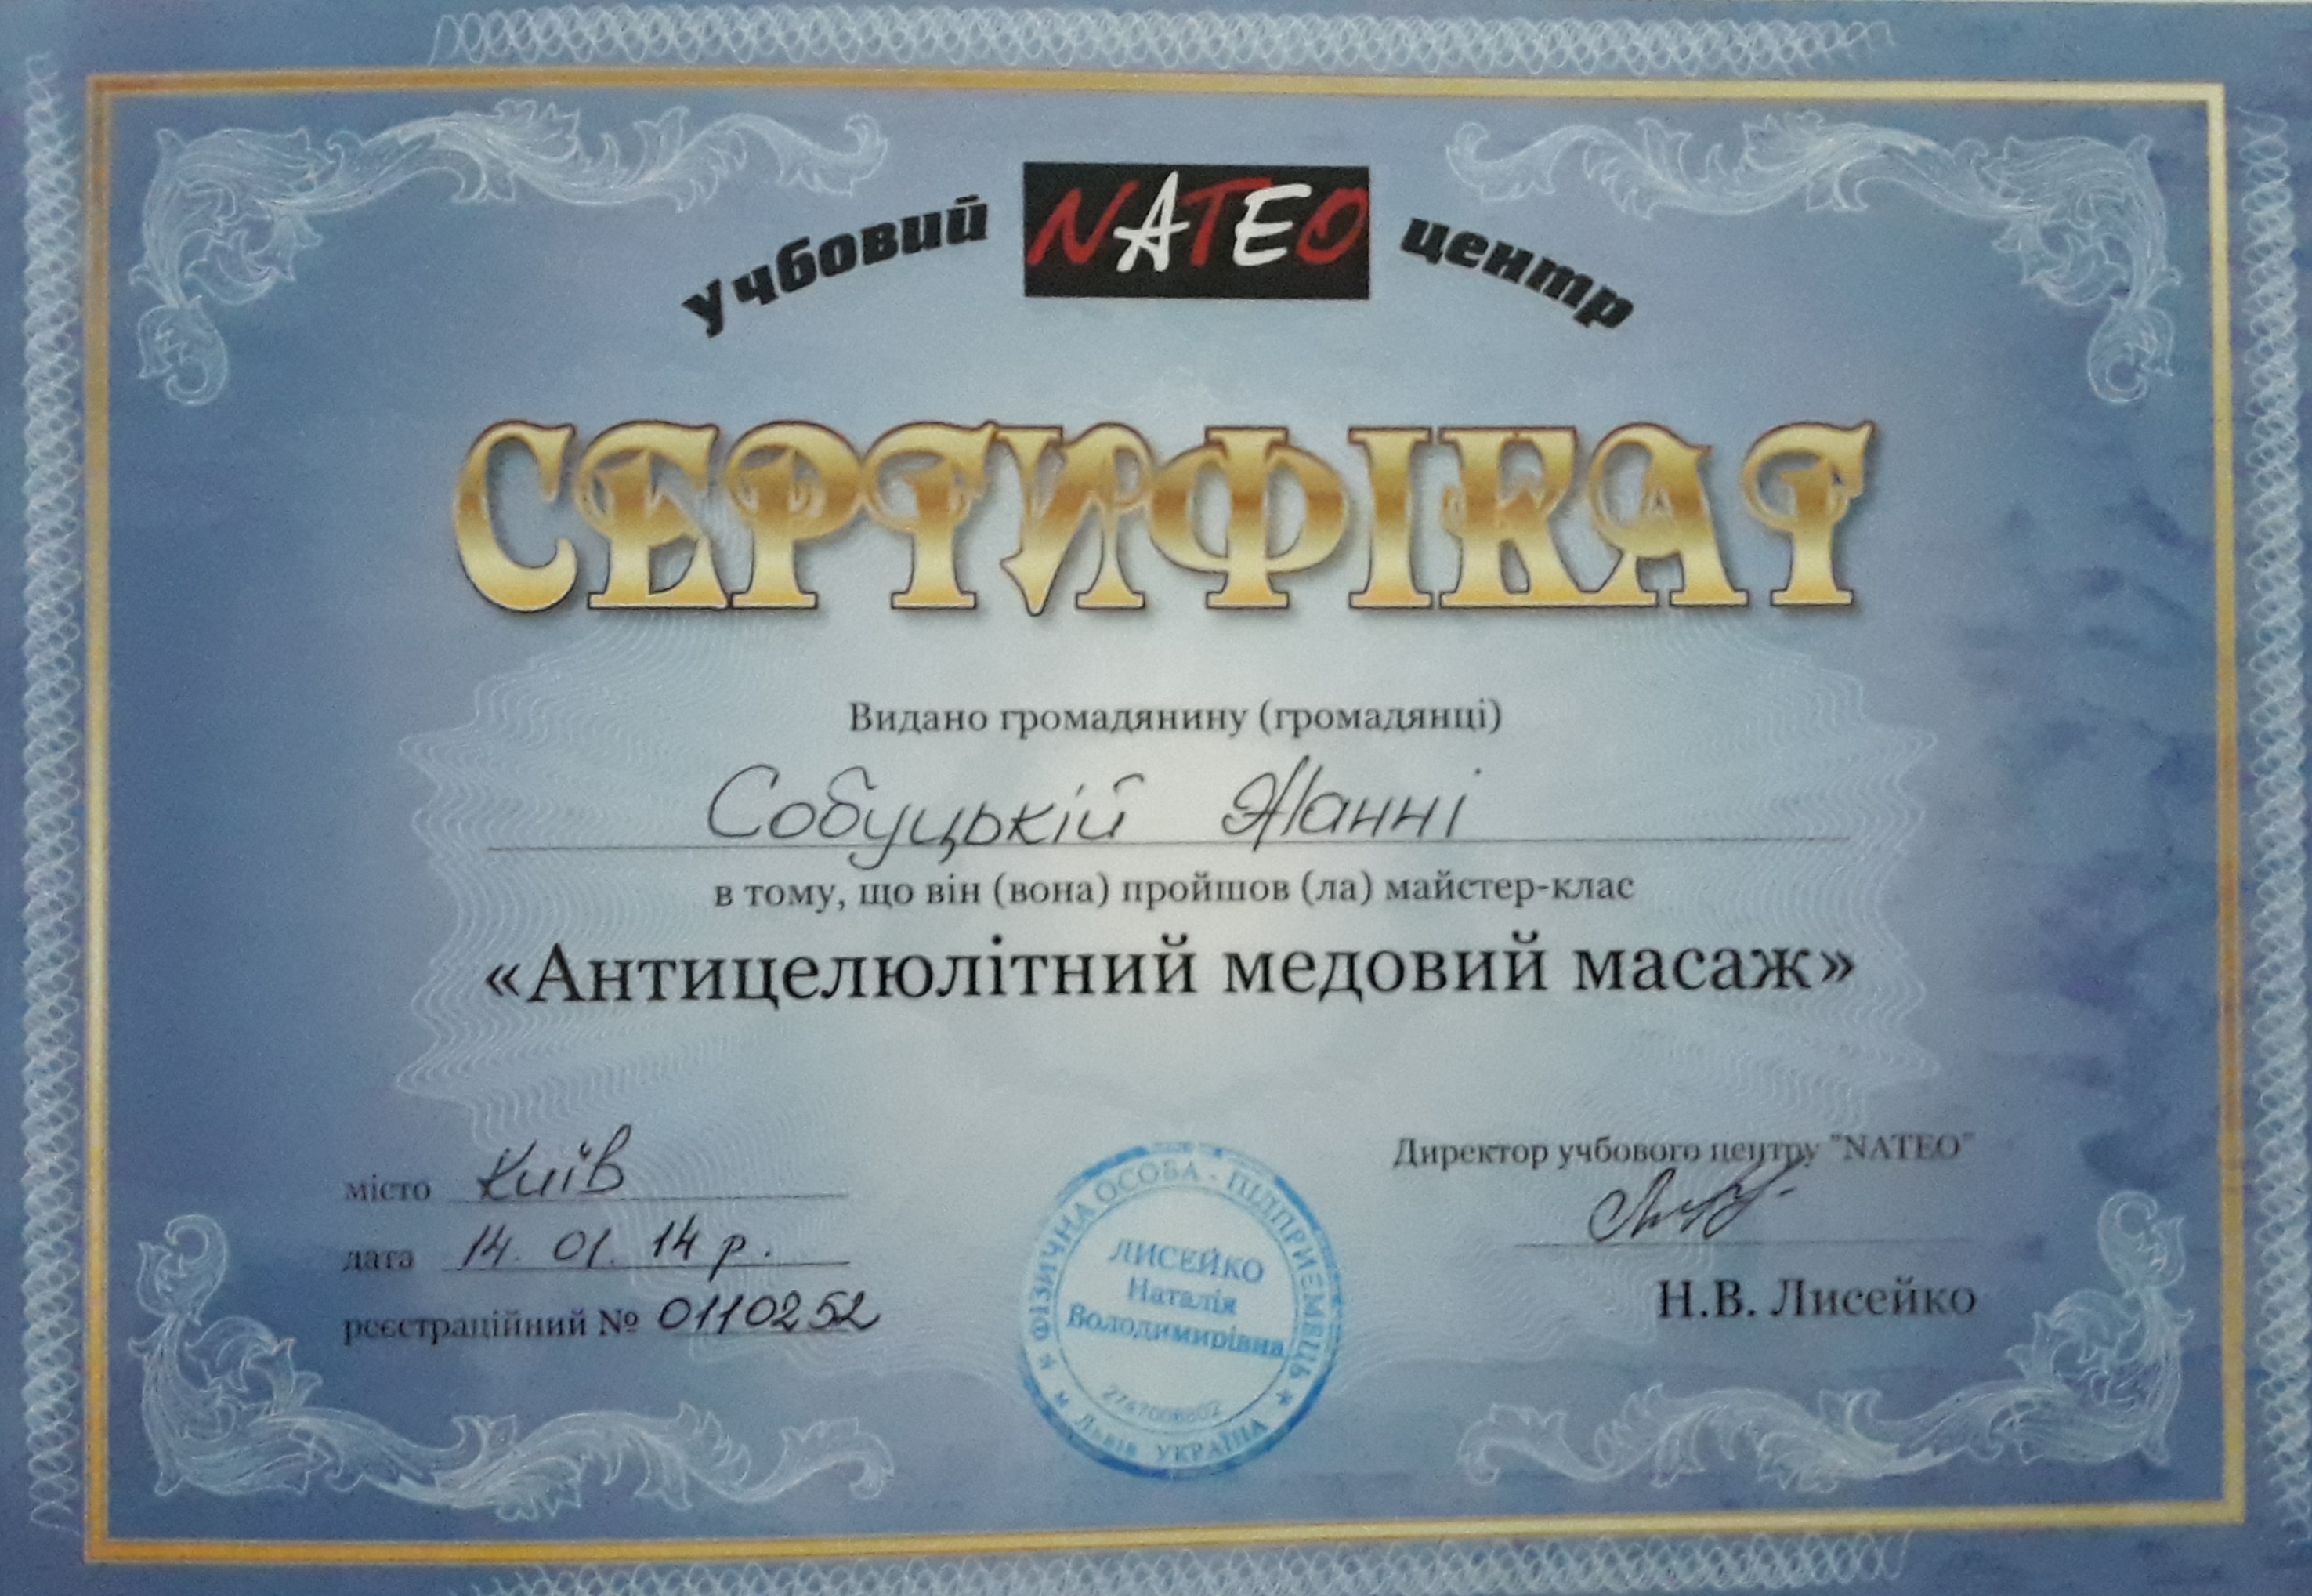 Учбовий NATEO центр
СЕРТИФІКАТ
Видано громадянину (громадянці)
Собуцькій Жанні
в тому, що він (вона) пройшов (ла) майстер-клас
«Антицелюлітний медовий масаж»
місто Київ
дата 14. 01. 14 р.
реєстраційний № 0110252
ФІЗИЧНА ОСОБА - ПІДПРИЄМЕЦЬ
ЛИСЕЙКО
Наталія
Володимирівна
м Львів УКРАЇНА
Директор учбового центру "NATEO"
Н.В. Лисейко